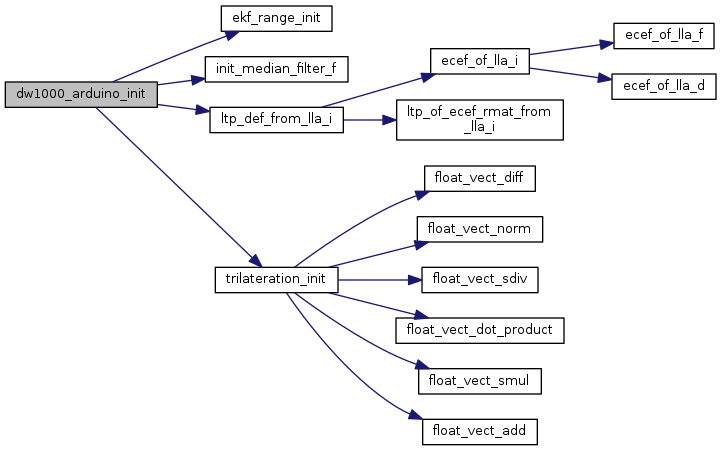 ekf_range_init
init_median_filter_f
dw1000_arduino_init
ltp_def_from_lla_i
ecef_of_lla_i
ecef_of_lla_f
ecef_of_lla_d
ltp_of_ecef_rmat_from
_lla_i
trilateration_init
float_vect_diff
float_vect_norm
float_vect_sdiv
float_vect_dot_product
float_vect_smul
float_vect_add